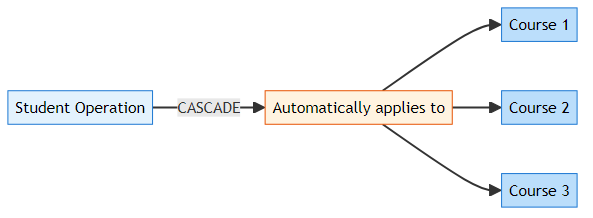 Course 1
Student Operation
CASCADE
Automatically applies to
Course 2
Course 3